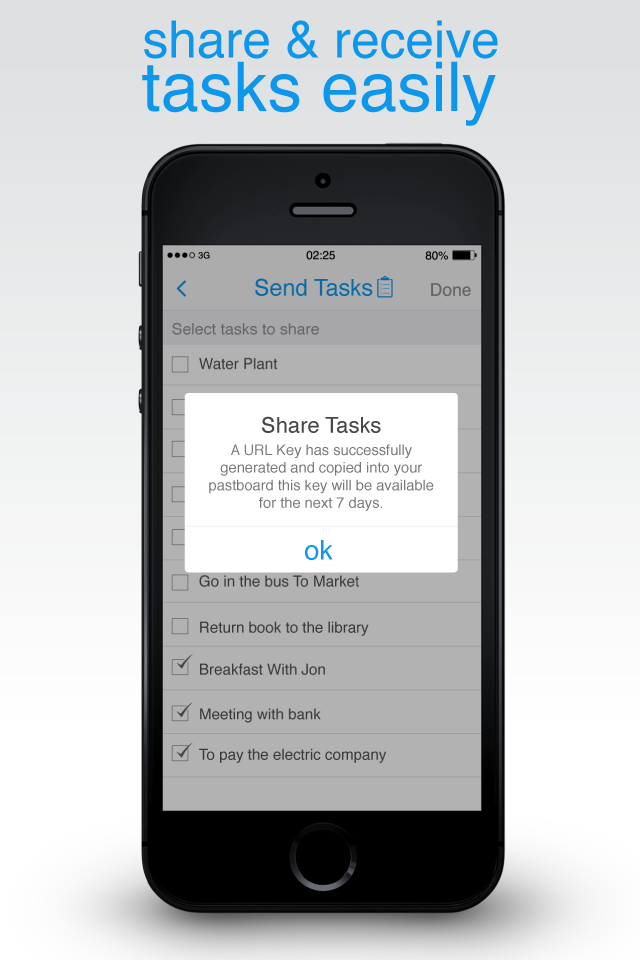 share & receive
tasks easily
3G 02:25 80%
Send Tasks Done
Select tasks to share
Water Plant
Share Tasks
A URL Key has successfully
generated and copied into your
pastboard this key will be available
for the next 7 days.
ok
Go in the bus To Market
Return book to the library
Breakfast With Jon
Meeting with bank
To pay the electric company